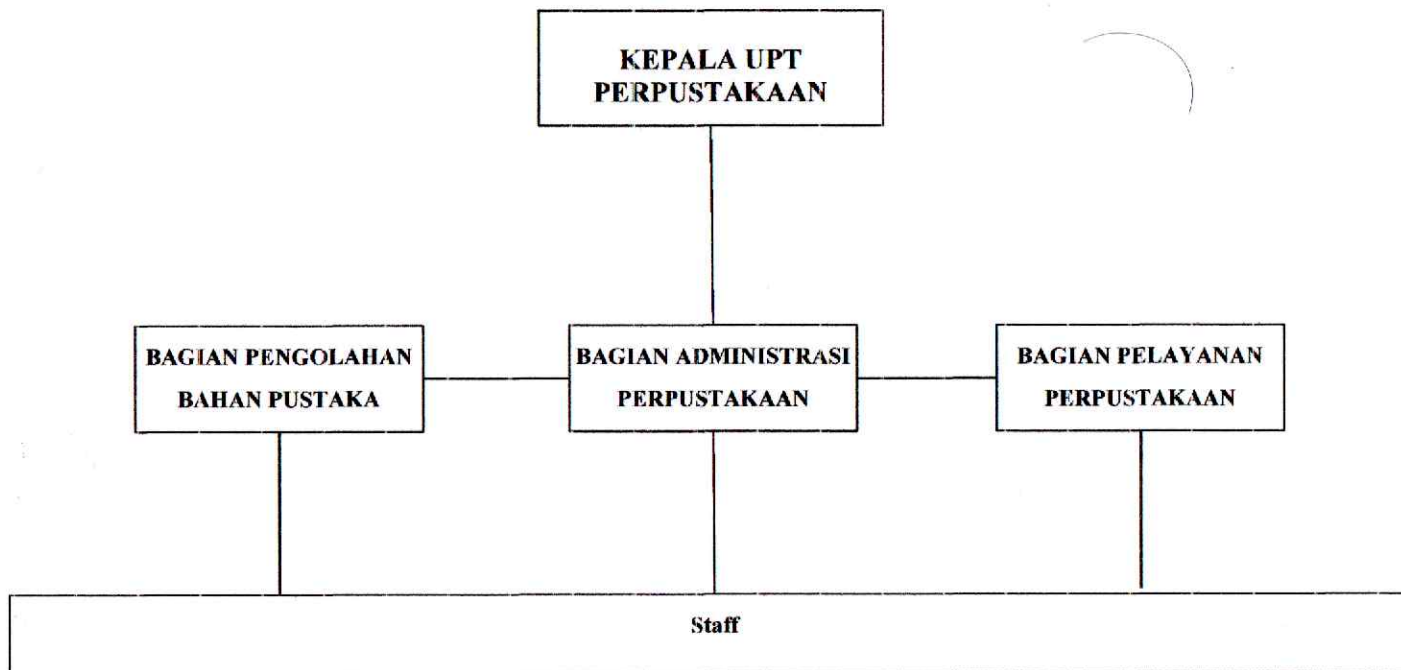 KEPALA UPT
PERPUSTAKAAN
BAGIAN PENGOLAHAN
BAHAN PUSTAKA
BAGIAN ADMINISTRASI
PERPUSTAKAAN
BAGIAN PELAYANAN
PERPUSTAKAAN
Staff